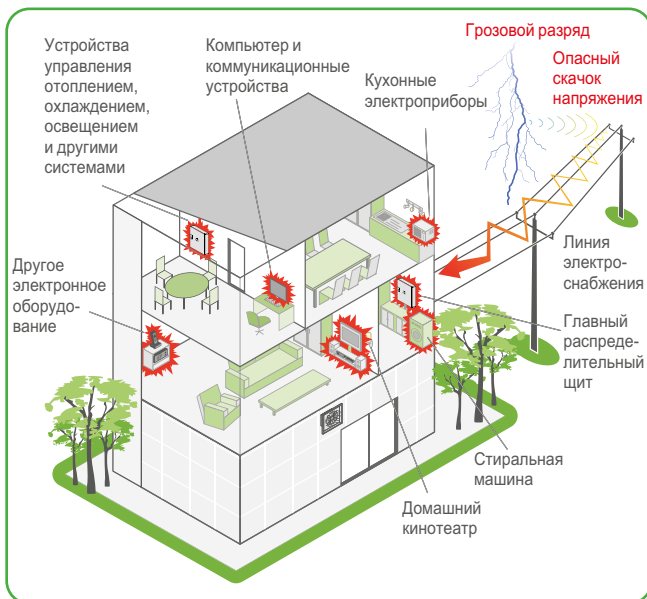 Устройства
управления
отоплением,
охлаждением,
освещением
и другими
системами
Компьютер и
коммуникационные
устройства
Кухонные
электроприборы
Грозовой разряд
Опасный
скачок
напряжения
Другое
электронное
оборудо-
вание
Линия
электро-
снабжения
Главный
распреде-
лительный
щит
Стиральная
машина
Домашний
кинотеатр